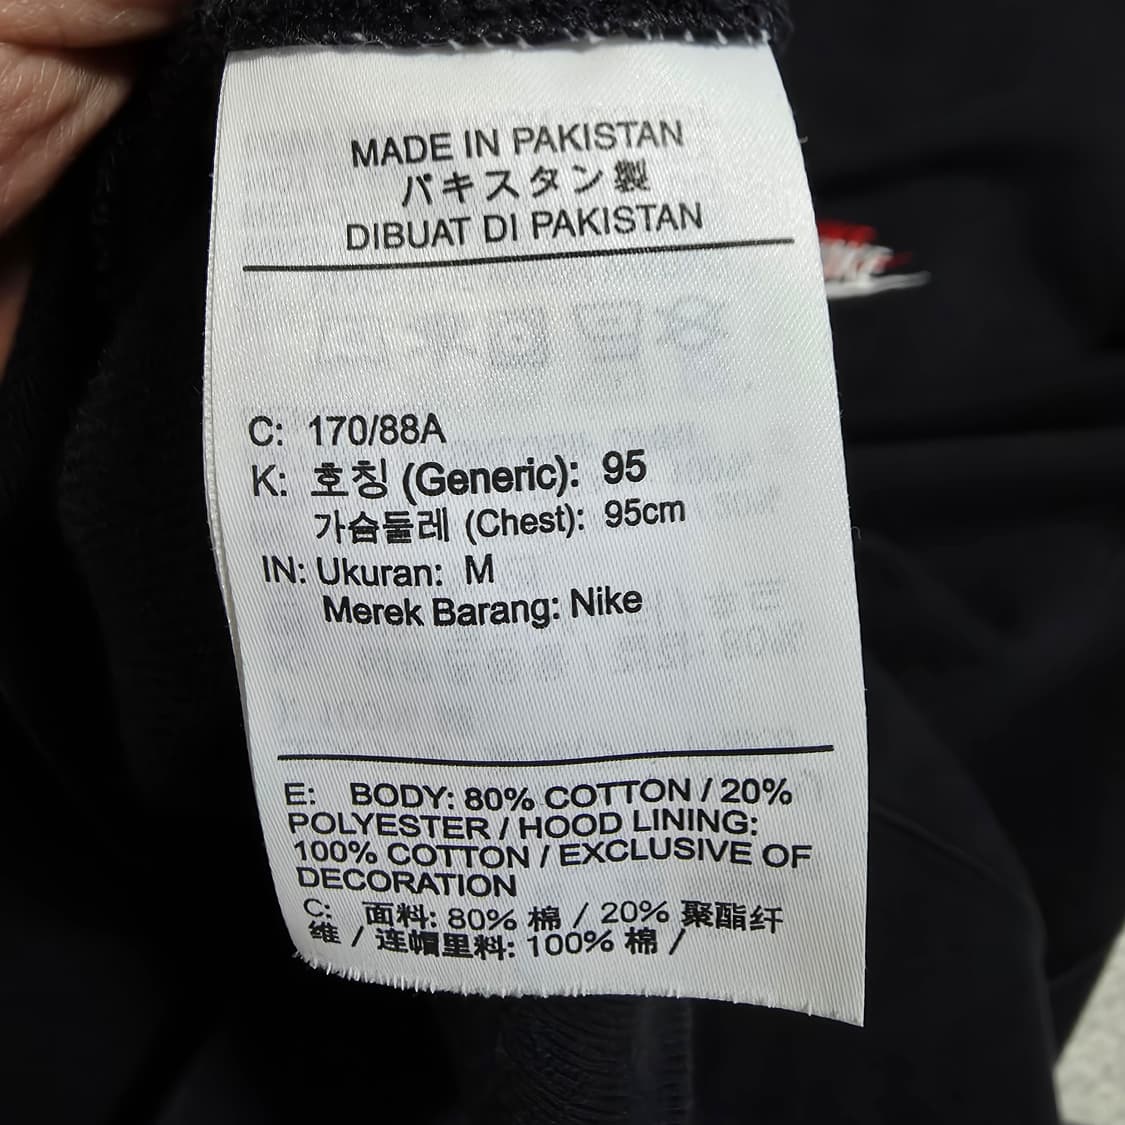 MADE IN PAKISTAN
パキスタン製
DIBUAT DI PAKISTAN
C: 170/88A
K: 호칭 (Generic): 95
가슴둘레 (Chest): 95cm
IN: Ukuran: M
Merek Barang: Nike
E: BODY: 80% COTTON / 20%
POLYESTER / HOOD LINING:
100% COTTON / EXCLUSIVE OF
DECORATION
C: 面料: 80% 棉 / 20% 聚酯纤
维 / 连帽里料: 100% 棉 /